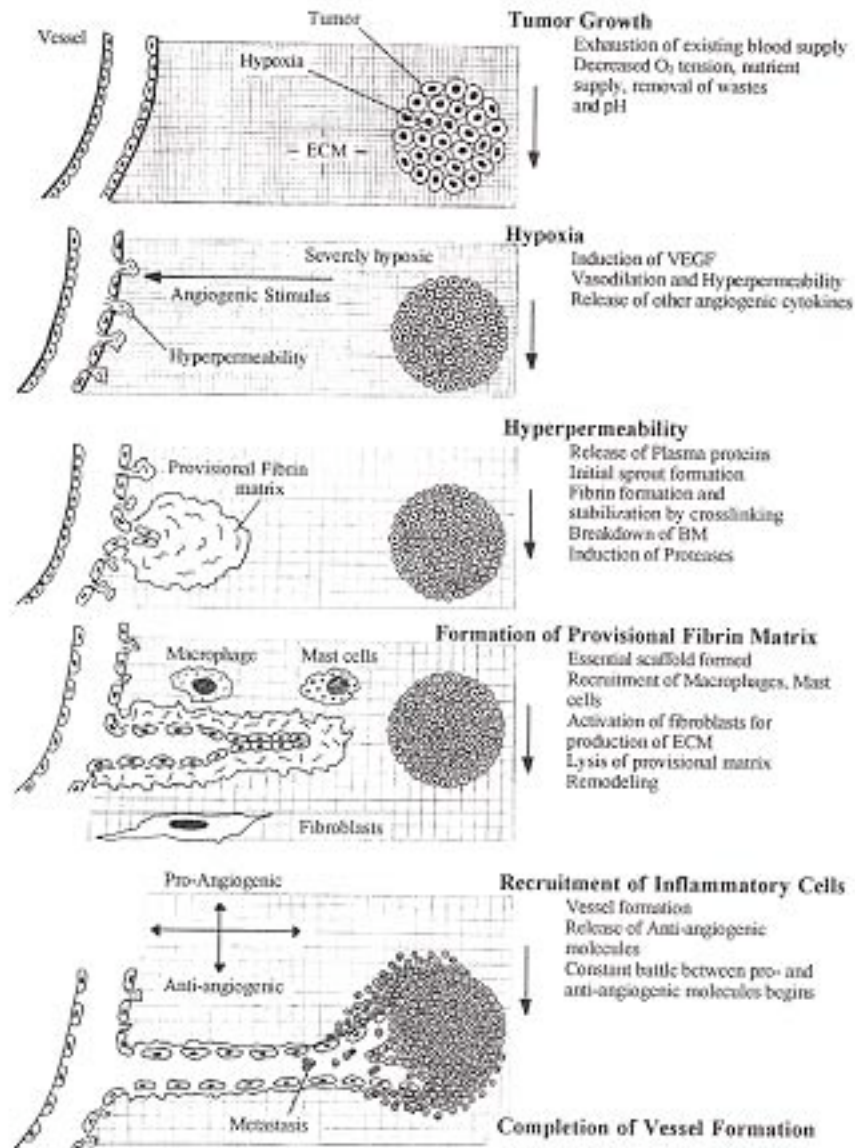 Tumor Growth
Vessel
Tumor
Hypoxia
ECM
Exhaustion of existing blood supply
Decreased O₂ tension, nutrient
supply, removal of wastes
and pH
Hypoxia
Severely hypoxic
Angiogenic Stimulus
Hyperpermeability
Induction of VEGF
Vasodilation and Hyperpermeability
Release of other angiogenic cytokines
Hyperpermeability
Provisional Fibrin
matrix
Release of Plasma proteins
Initial sprout formation
Fibrin formation and
stabilization by crosslinking
Breakdown of BM
Induction of Proteases
Formation of Provisional Fibrin Matrix
Macrophage
Mast cells
Fibroblasts
Essential scaffold formed
Recruitment of Macrophages, Mast
cells
Activation of fibroblasts for
production of ECM
Lysis of provisional matrix
Remodeling
Recruitment of Inflammatory Cells
Pro-Angiogenic
Anti-angiogenic
Metastasis
Vessel formation
Release of Anti-angiogenic
molecules
Constant battle between pro- and
anti-angiogenic molecules begins
Completion of Vessel Formation